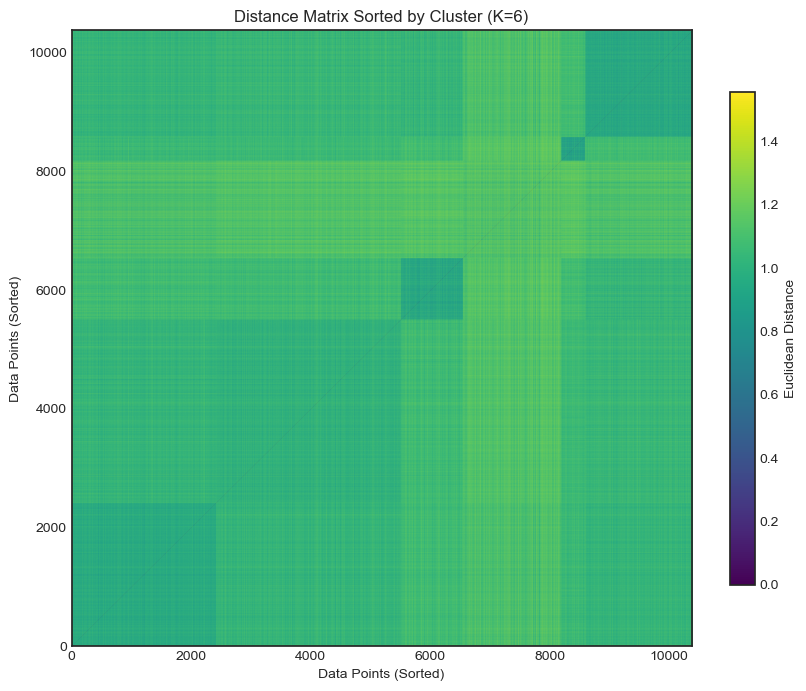 Distance Matrix Sorted by Cluster (K=6)
10000
8000
6000
4000
2000
0
Data Points (Sorted)
0 2000 4000 6000 8000 10000
Data Points (Sorted)
1.4
1.2
1.0
0.8
0.6
0.4
0.2
0.0
Euclidean Distance